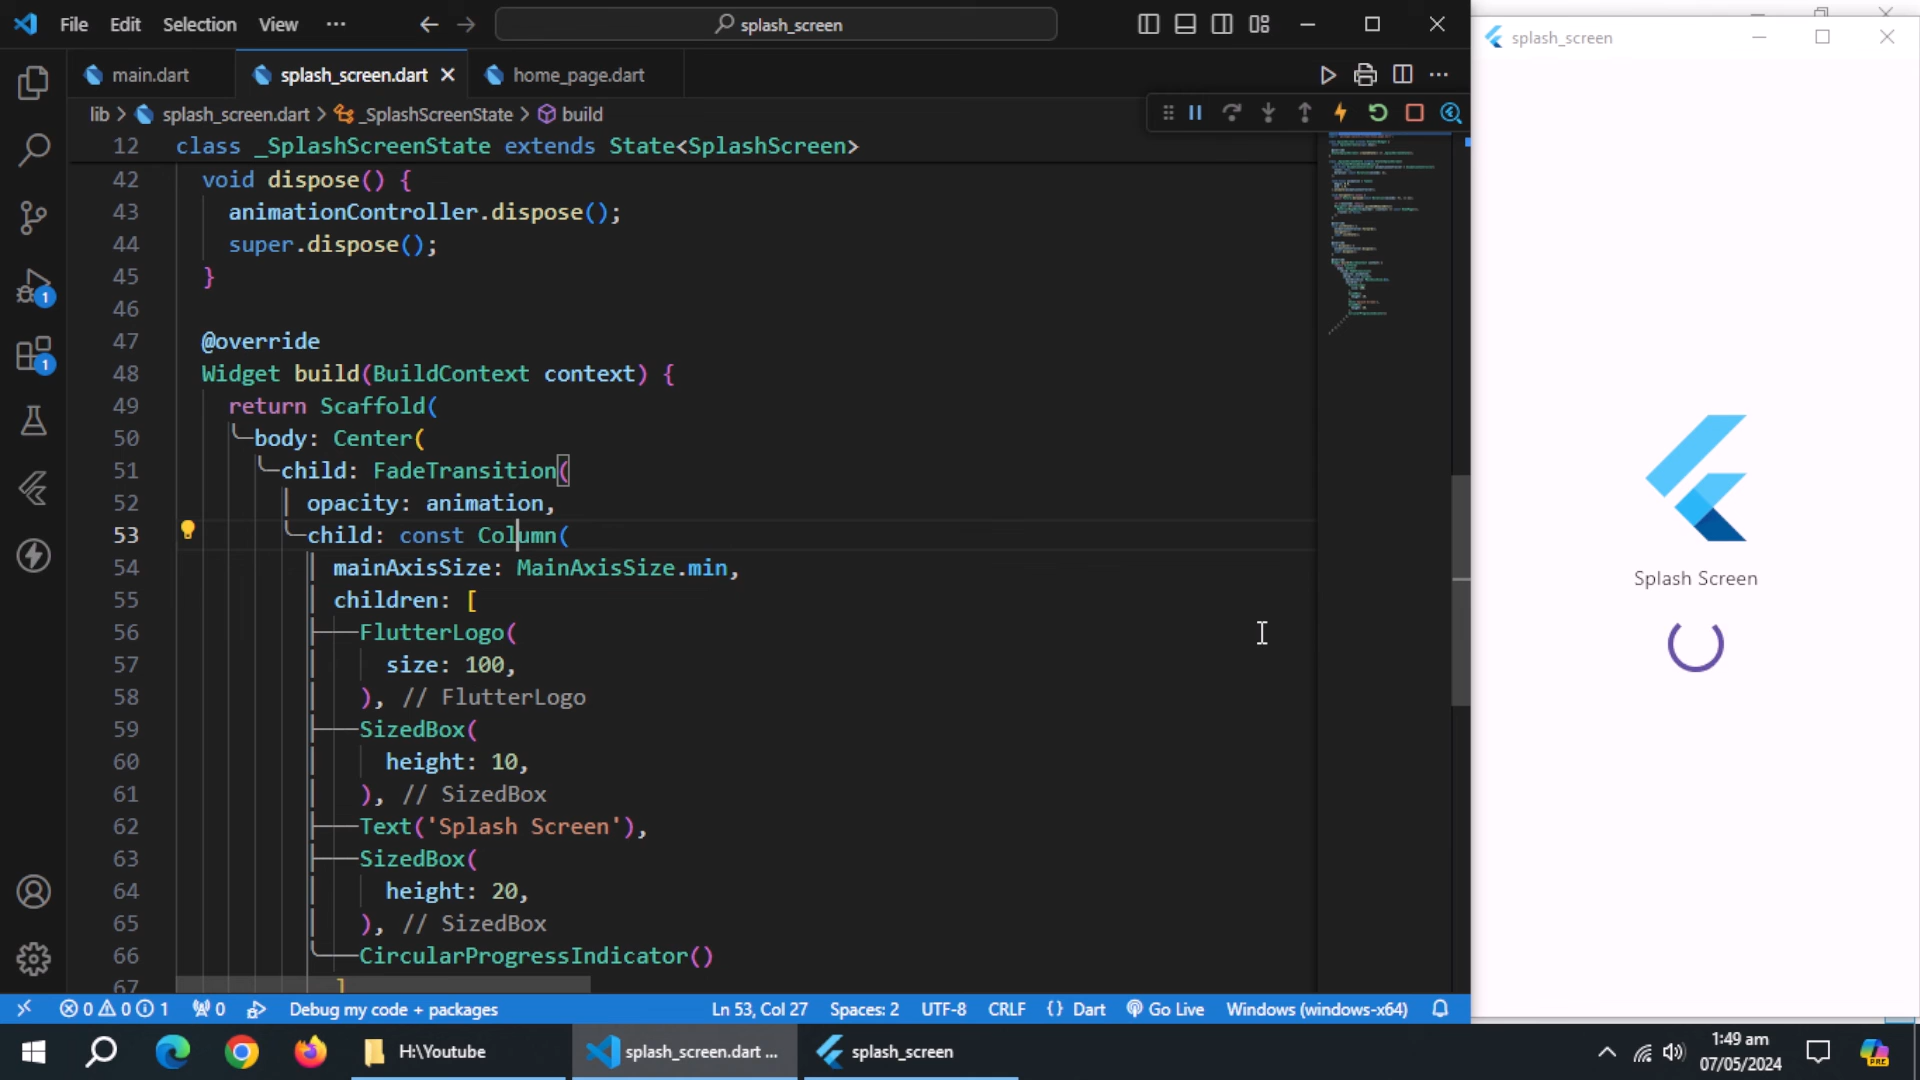 File Edit Selection View ··· splash_screen
main.dart splash_screen.dart home_page.dart
lib > splash_screen.dart > _SplashScreenState > build
12 class _SplashScreenState extends State<SplashScreen>
42 void dispose() {
43 animationController.dispose();
44 super.dispose();
45 }
46
47 @override
48 Widget build(BuildContext context) {
49 return Scaffold(
50 body: Center(
51 child: FadeTransition(
52 opacity: animation,
53 child: const Column(
54 mainAxisSize: MainAxisSize.min,
55 children: [
56 FlutterLogo(
57 size: 100,
58 ), // FlutterLogo
59 SizedBox(
60 height: 10,
61 ), // SizedBox
62 Text('Splash Screen'),
63 SizedBox(
64 height: 20,
65 ), // SizedBox
66 CircularProgressIndicator()
67 ]
1
1
0 0 1 0 Debug my code + packages Ln 53, Col 27 Spaces: 2 UTF-8 CRLF {} Dart Go Live Windows (windows-x64)
splash_screen
Splash Screen
H:\Youtube splash_screen.dart ... splash_screen
1:49 am
07/05/2024
PRE